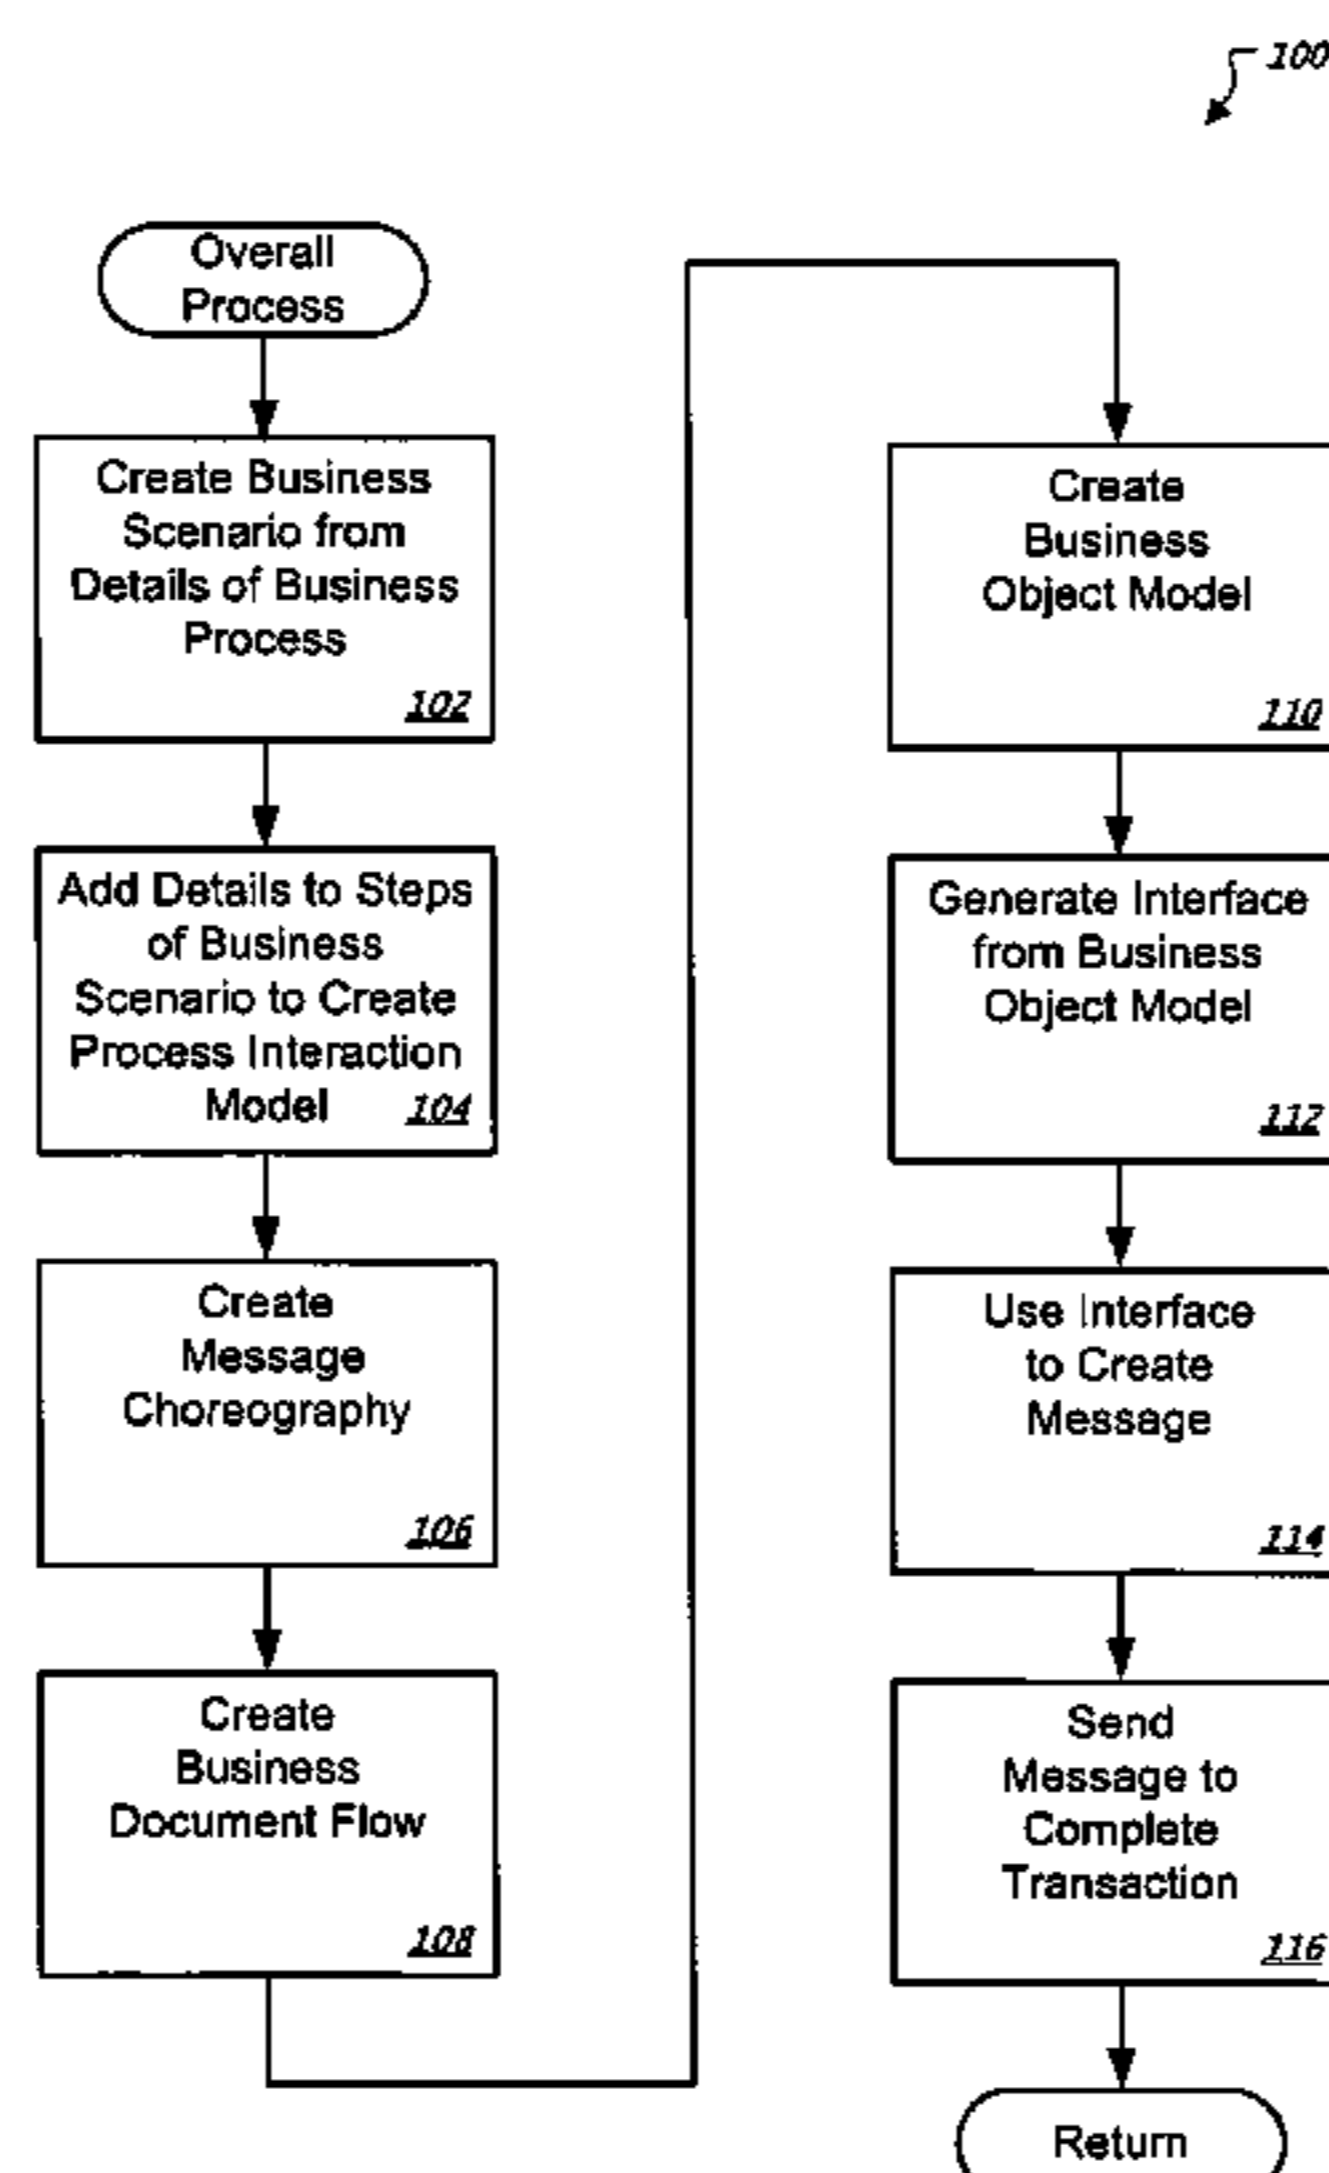 100
Overall
Process
Create Business
Scenario from
Details of Business
Process
102
Add Details to Steps
of Business
Scenario to Create
Process Interaction
Model 104
Create
Message
Choreography
106
Create
Business
Document Flow
108
Create
Business
Object Model
110
Generate Interface
from Business
Object Model
112
Use Interface
to Create
Message
114
Send
Message to
Complete
Transaction
116
Return